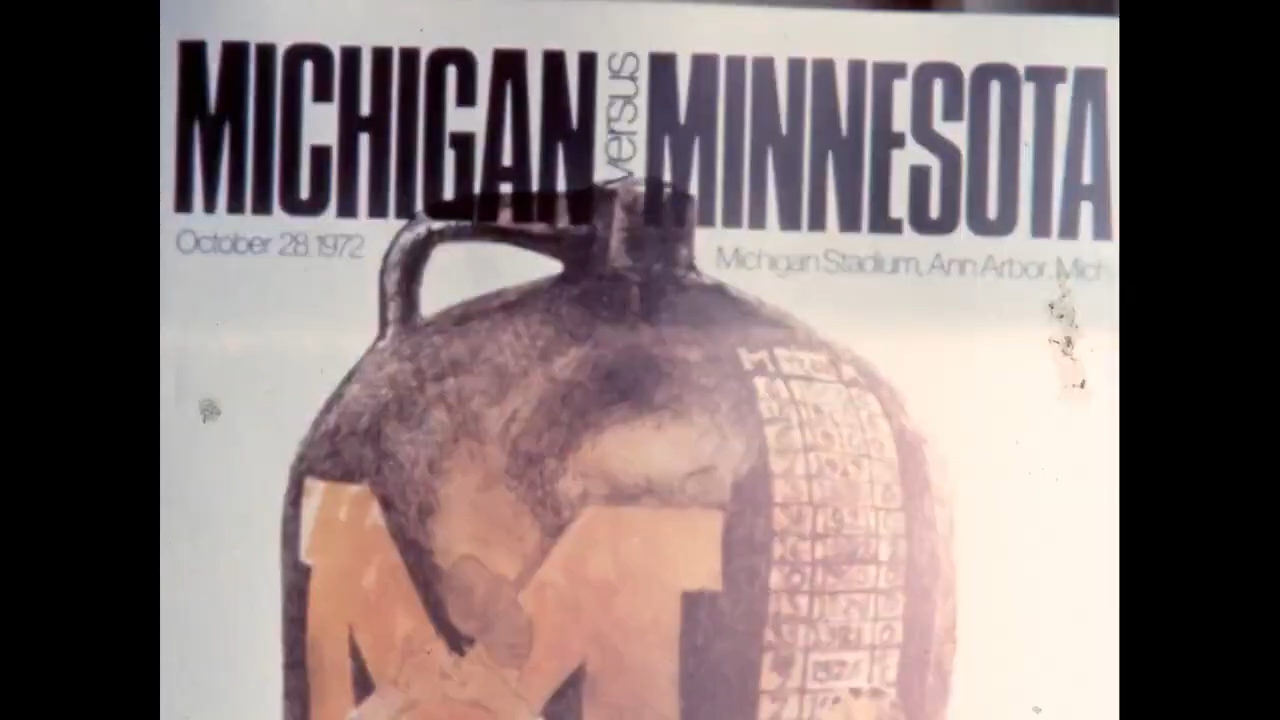 MICHIGAN versus MINNESOTA
October 28, 1972
Michigan Stadium, Ann Arbor, Mich
M